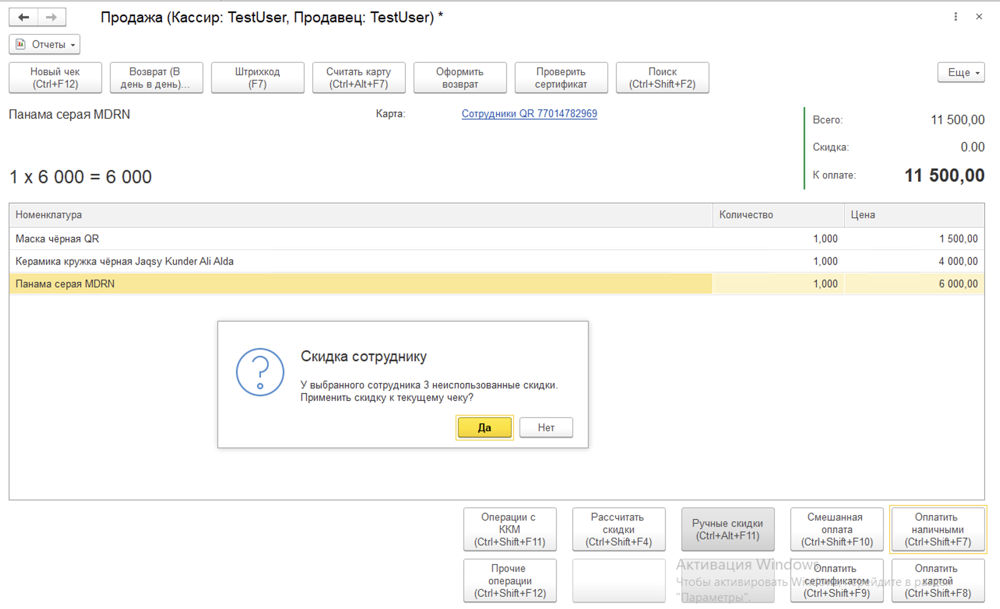 Продажа (Кассир: TestUser, Продавец: TestUser) *
Отчеты
Новый чек
(Ctrl+F12)
Возврат (В
день в день)...
Штрихкод
(F7)
Считать карту
(Ctrl+Alt+F7)
Оформить
возврат
Проверить
сертификат
Поиск
(Ctrl+Shift+F2)
Еще
Панама серая MDRN
Карта:
Сотрудники QR 77014782969
Всего:
11 500,00
Скидка:
0.00
К оплате:
11 500,00
1 x 6 000 = 6 000
Номенклатура
Количество
Цена
Маска чёрная QR
1,000
1 500,00
Керамика кружка чёрная Jaqsy Kunder Ali Alda
1,000
4 000,00
Панама серая MDRN
1,000
6 000,00
Скидка сотруднику
У выбранного сотрудника 3 неиспользованные скидки.
Применить скидку к текущему чеку?
Да
Нет
Операции с
ККМ
(Ctrl+Shift+F11)
Рассчитать
скидки
(Ctrl+Shift+F4)
Ручные скидки
(Ctrl+Alt+F11)
Смешанная
оплата
(Ctrl+Shift+F10)
Оплатить
наличными
(Ctrl+Shift+F7)
Прочие
операции
(Ctrl+Shift+F12)
Оплатить
сертификатом
(Ctrl+Shift+F9)
Оплатить
картой
(Ctrl+Shift+F8)
Активация Windows
Чтобы активировать Windows, перейдите в раздел
"Параметры".